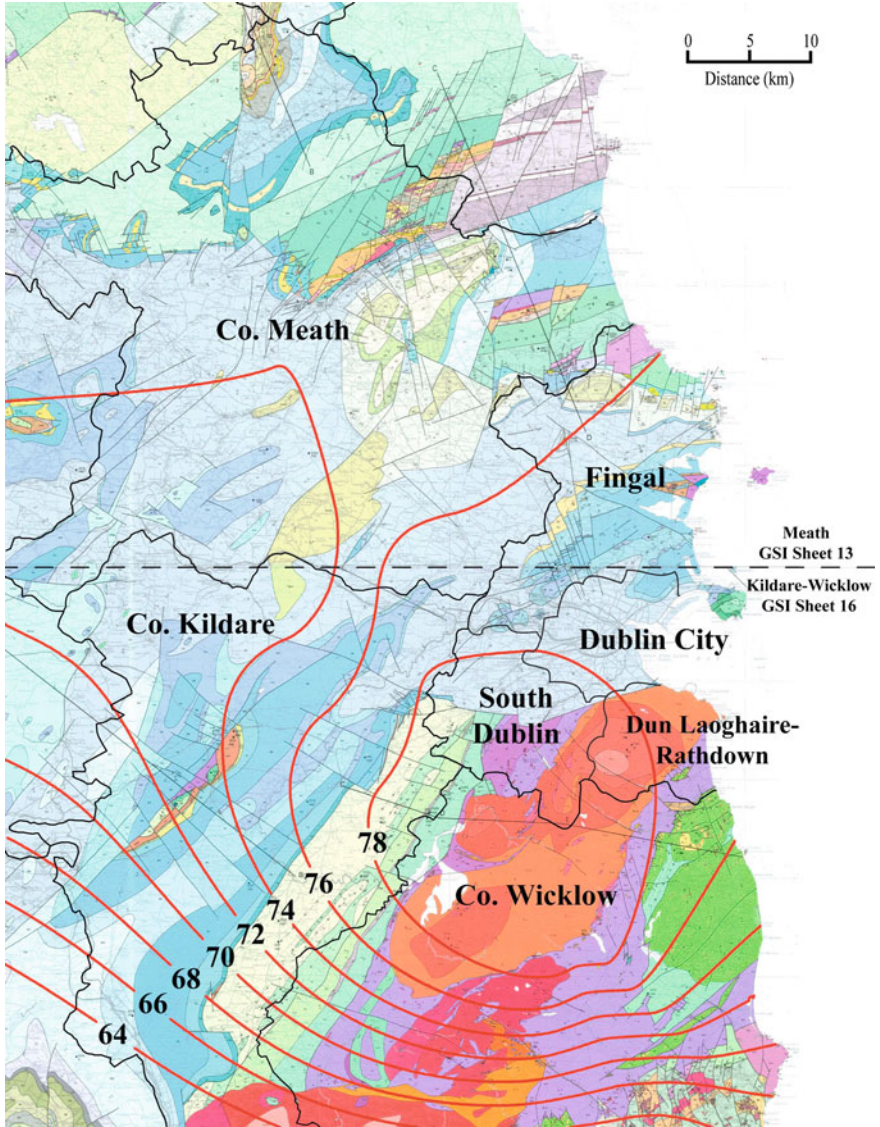 0 5 10
Distance (km)
Co. Meath
Fingal
Meath
GSI Sheet 13
Kildare-Wicklow
GSI Sheet 16
Co. Kildare
Dublin City
South
Dublin
Dun Laoghaire-
Rathdown
78
76
Co. Wicklow
74
72
70
68
66
64